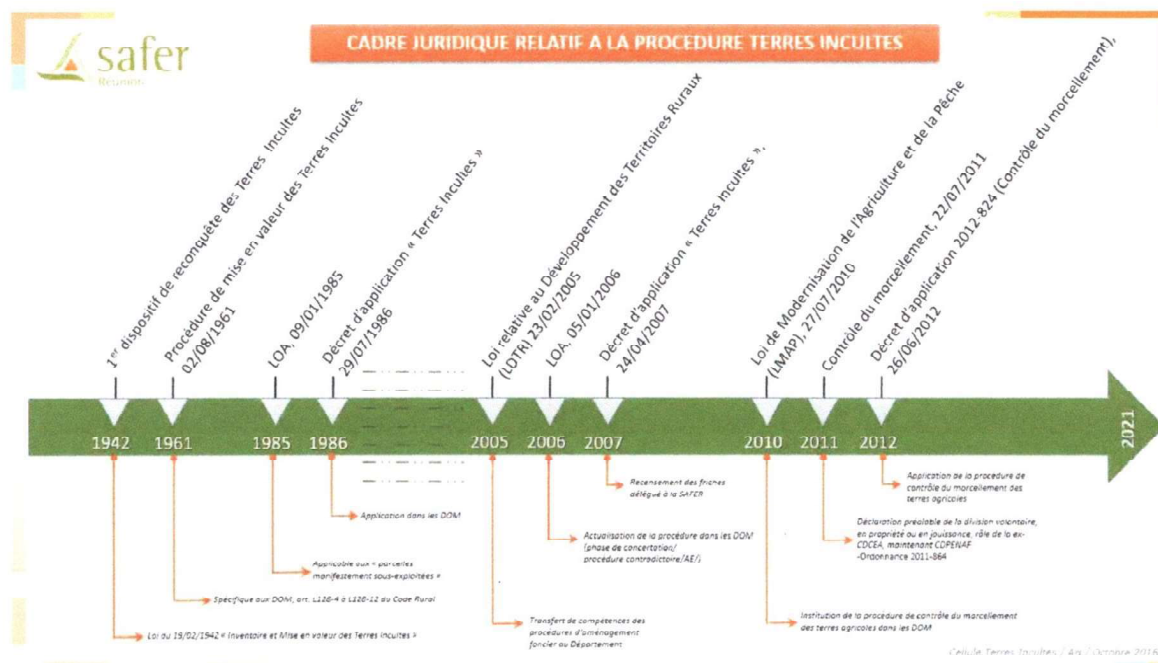 safer
Réunion
CADRE JURIDIQUE RELATIF A LA PROCEDURE TERRES INCULTES
1er dispositif de reconquête des Terres Incultes
Procédure de mise en valeur des Terres Incultes
02/08/1961
LOA, 09/01/1985
Décret d'application « Terres Incultes »
29/07/1986
Loi relative au Développement des Territoires Ruraux
(LDTR) 23/02/2005
LOA, 05/01/2006
Décret d'application « Terres Incultes »,
24/04/2007
Loi de Modernisation de l'Agriculture et de la Pêche
(LMAP), 27/07/2010
Contrôle du morcellement, 22/07/2011
Décret d'application 2012-824 (Contrôle du morcellement),
26/06/2012
1942
1961
1985
1986
2005
2006
2007
2010
2011
2012
2021
Recensement des friches
délégué à la SAFER
Application de la procédure de
contrôle du morcellement des
terres agricoles
Application dans les DOM
Actualisation de la procédure dans les DOM
(phase de concertation/
procédure contradictoire/AE/)
Déclaration préalable de la division volontaire,
en propriété ou en jouissance, rôle de la ex-
CDCEA, maintenant CDPENAF
-Ordonnance 2011-864
Applicable aux « parcelles
manifestement sous-exploitées »
Spécifique aux DOM, art. L128-4 à L128-12 du Code Rural
Transfert de compétences des
procédures d'aménagement
foncier au Département
Institution de la procédure de contrôle du morcellement
des terres agricoles dans les DOM
Loi du 19/02/1942 « Inventaire et Mise en valeur des Terres Incultes »
Cellule Terres Incultes / / Octobre 2016